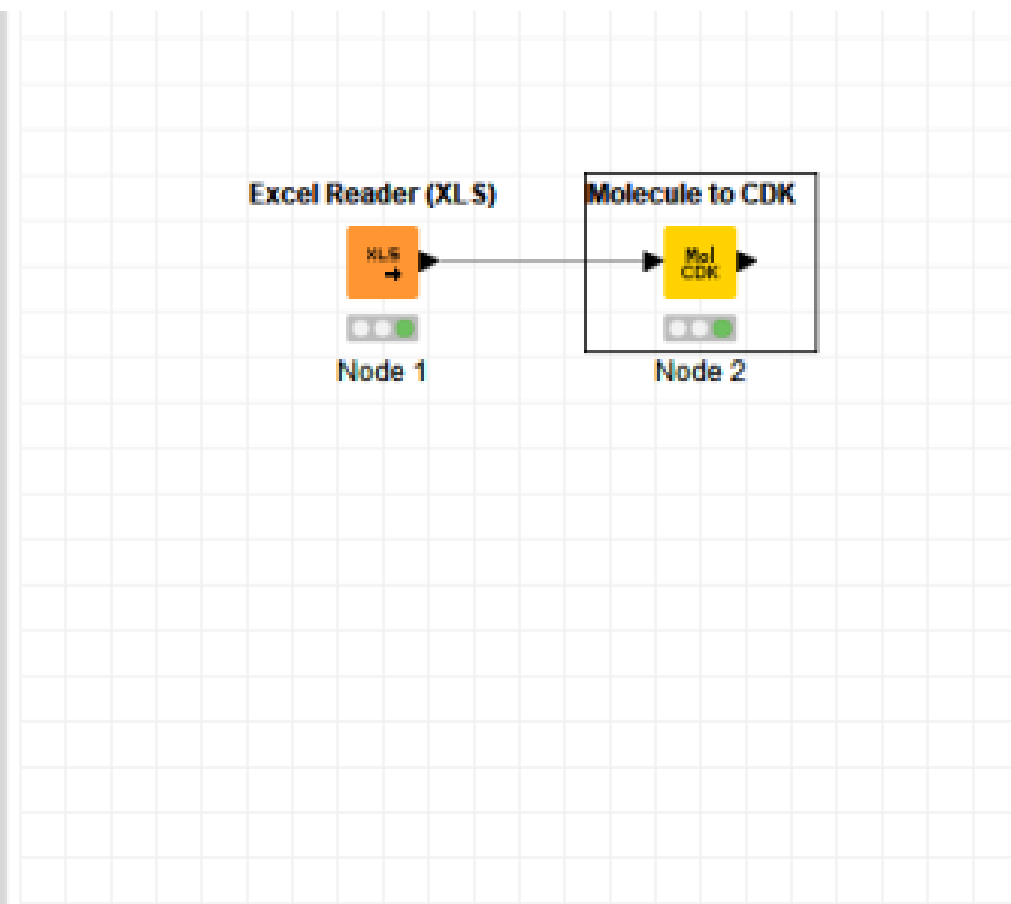 Excel Reader (XLS)
Molecule to CDK
XLS
Mol
CDK
Node 1
Node 2